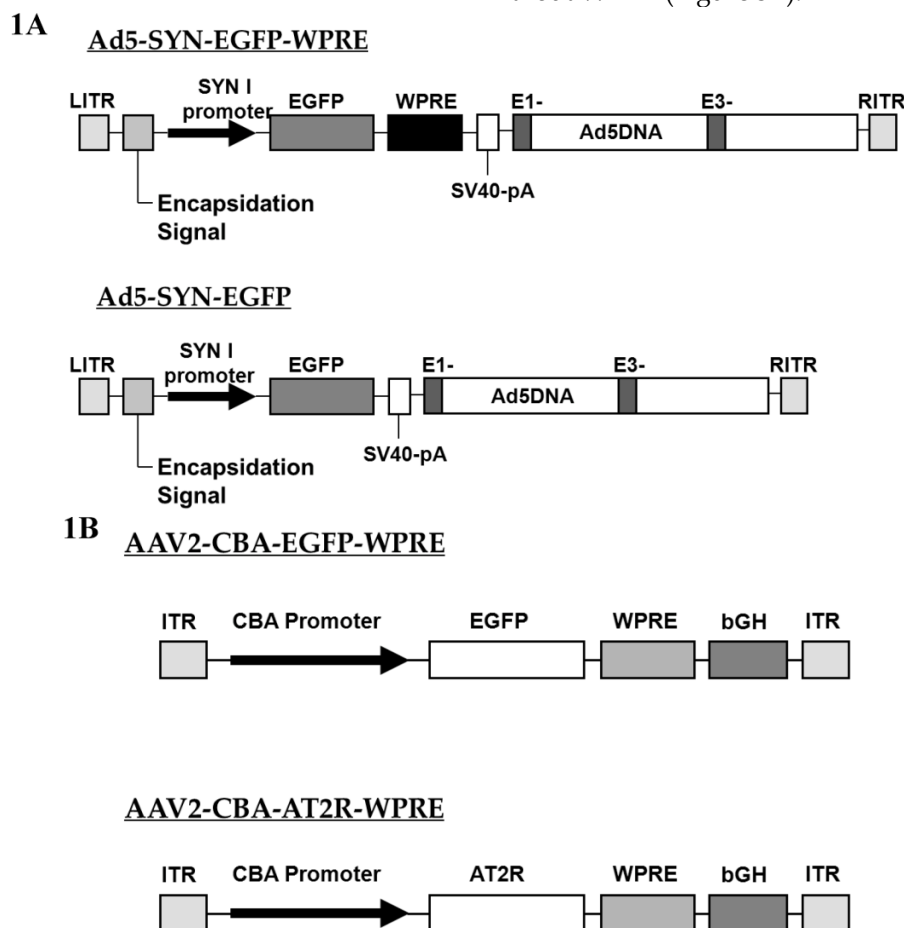 1A
Ad5-SYN-EGFP-WPRE
SYN I
promoter
LITR
EGFP
WPRE
E1-
E3-
RITR
Ad5DNA
SV40-pA
Encapsidation
Signal
Ad5-SYN-EGFP
SYN I
promoter
LITR
EGFP
E1-
E3-
RITR
Ad5DNA
SV40-pA
Encapsidation
Signal
1B
AAV2-CBA-EGFP-WPRE
ITR CBA Promoter EGFP WPRE bGH ITR
AAV2-CBA-AT2R-WPRE
ITR CBA Promoter AT2R WPRE bGH ITR